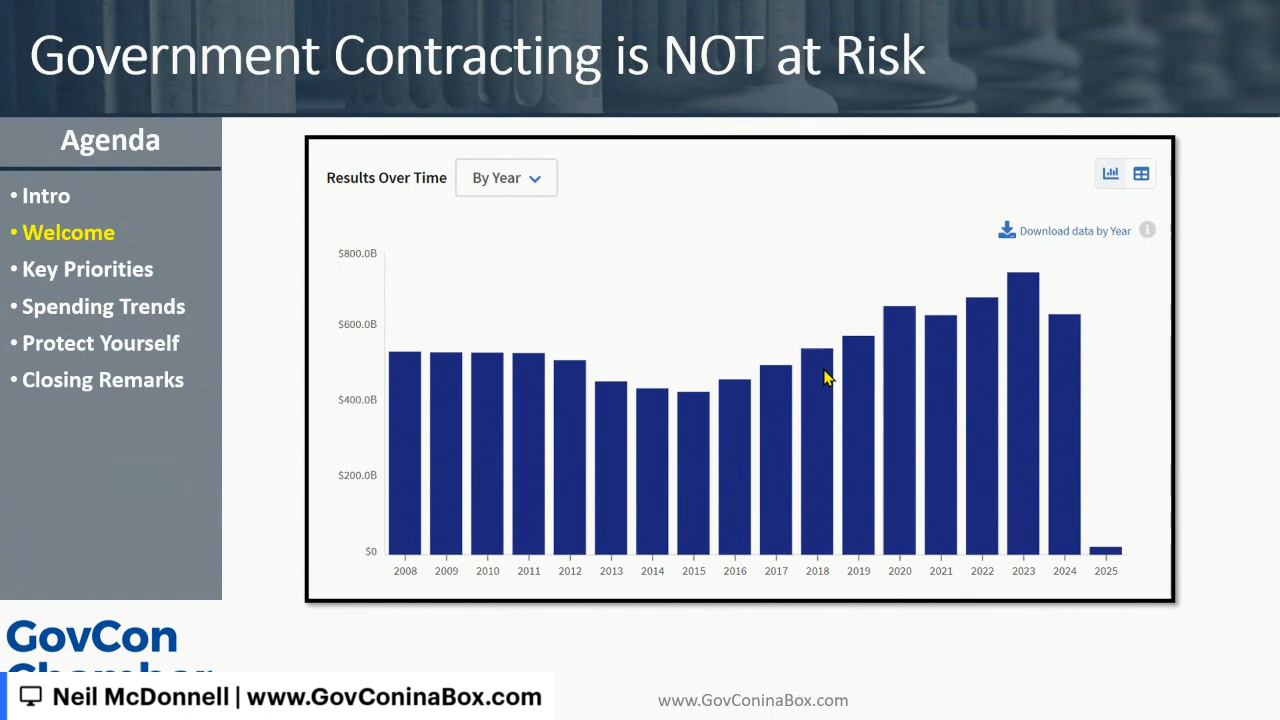 Government Contracting is NOT at Risk
Agenda
• Intro
• Welcome
• Key Priorities
• Spending Trends
• Protect Yourself
• Closing Remarks
Results Over Time
By Year
Download data by Year
$800.0B
$600.0B
$400.0B
$200.0B
$0
2008 2009 2010 2011 2012 2013 2014 2015 2016 2017 2018 2019 2020 2021 2022 2023 2024 2025
GovCon
Chamber
Neil McDonnell | www.GovConinaBox.com
www.GovConinaBox.com